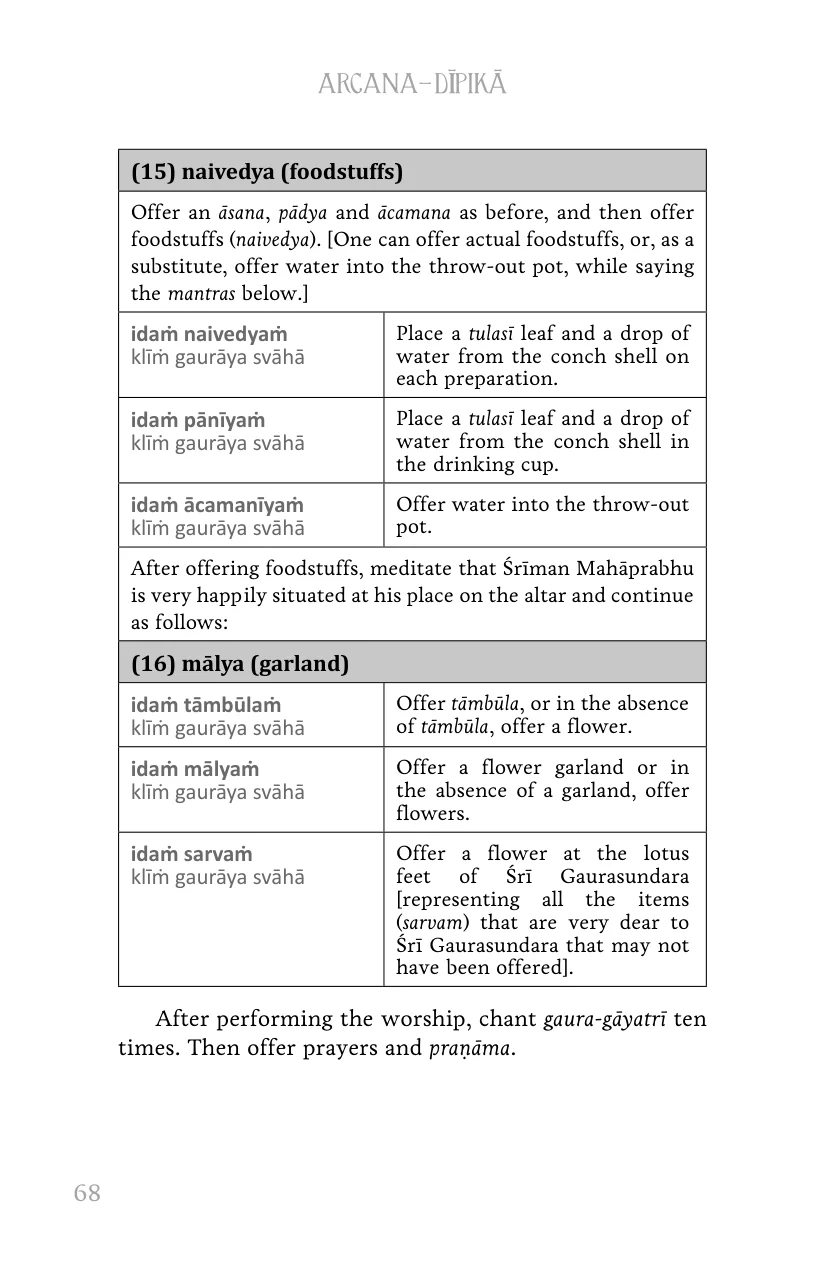 ARCANA–DĪPIKĀ
(15) naivedya (foodstuffs)
Offer an āsana, pādya and ācamana as before, and then offer
foodstuffs (naivedya). [One can offer actual foodstuffs, or, as a
substitute, offer water into the throw-out pot, while saying
the mantras below.]
idaṁ naivedyaṁ
klīṁ gaurāya svāhā
Place a tulasī leaf and a drop of
water from the conch shell on
each preparation.
idaṁ pānīyaṁ
klīṁ gaurāya svāhā
Place a tulasī leaf and a drop of
water from the conch shell in
the drinking cup.
idaṁ ācamanīyaṁ
klīṁ gaurāya svāhā
Offer water into the throw-out
pot.
After offering foodstuffs, meditate that Śrīman Mahāprabhu
is very happily situated at his place on the altar and continue
as follows:
(16) mālya (garland)
idaṁ tāmbūlaṁ
klīṁ gaurāya svāhā
Offer tāmbūla, or in the absence
of tāmbūla, offer a flower.
idaṁ mālyaṁ
klīṁ gaurāya svāhā
Offer a flower garland or in
the absence of a garland, offer
flowers.
idaṁ sarvaṁ
klīṁ gaurāya svāhā
Offer a flower at the lotus
feet of Śrī Gaurasundara
[representing all the items
(sarvam) that are very dear to
Śrī Gaurasundara that may not
have been offered].
After performing the worship, chant gaura-gāyatrī ten
times. Then offer prayers and praṇāma.
68